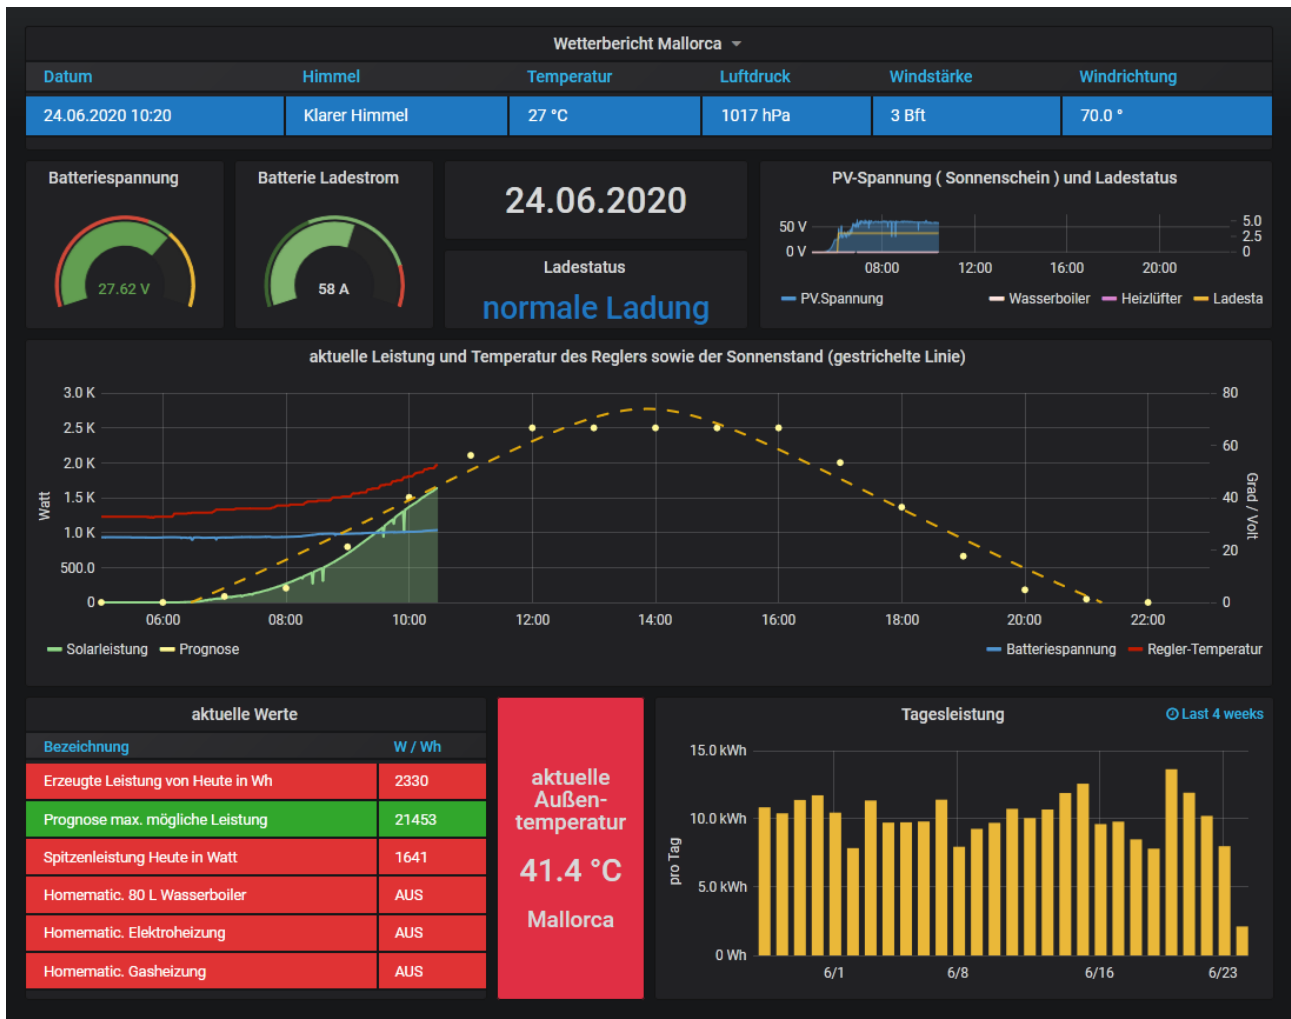 Wetterbericht Mallorca
Datum Himmel Temperatur Luftdruck Windstärke Windrichtung
24.06.2020 10:20 Klarer Himmel 27 °C 1017 hPa 3 Bft 70.0 °
Batteriespannung
27.62 V
Batterie Ladestrom
58 A
24.06.2020
Ladestatus
normale Ladung
PV-Spannung ( Sonnenschein ) und Ladestatus
50 V
0 V
5.0
2.5
0
08:00 12:00 16:00 20:00
PV.Spannung Wasserboiler Heizlüfter Ladesta
aktuelle Leistung und Temperatur des Reglers sowie der Sonnenstand (gestrichelte Linie)
3.0 K
2.5 K
2.0 K
1.5 K
1.0 K
500.0
0
Watt
80
60
40
20
0
Grad / Volt
06:00 08:00 10:00 12:00 14:00 16:00 18:00 20:00 22:00
Solarleistung Prognose Batteriespannung Regler-Temperatur
aktuelle Werte
Bezeichnung W / Wh
Erzeugte Leistung von Heute in Wh 2330
Prognose max. mögliche Leistung 21453
Spitzenleistung Heute in Watt 1641
Homematic. 80 L Wasserboiler AUS
Homematic. Elektroheizung AUS
Homematic. Gasheizung AUS
aktuelle
Außen-
temperatur
41.4 °C
Mallorca
Tagesleistung
Last 4 weeks
15.0 kWh
10.0 kWh
5.0 kWh
0 Wh
pro Tag
6/1 6/8 6/16 6/23